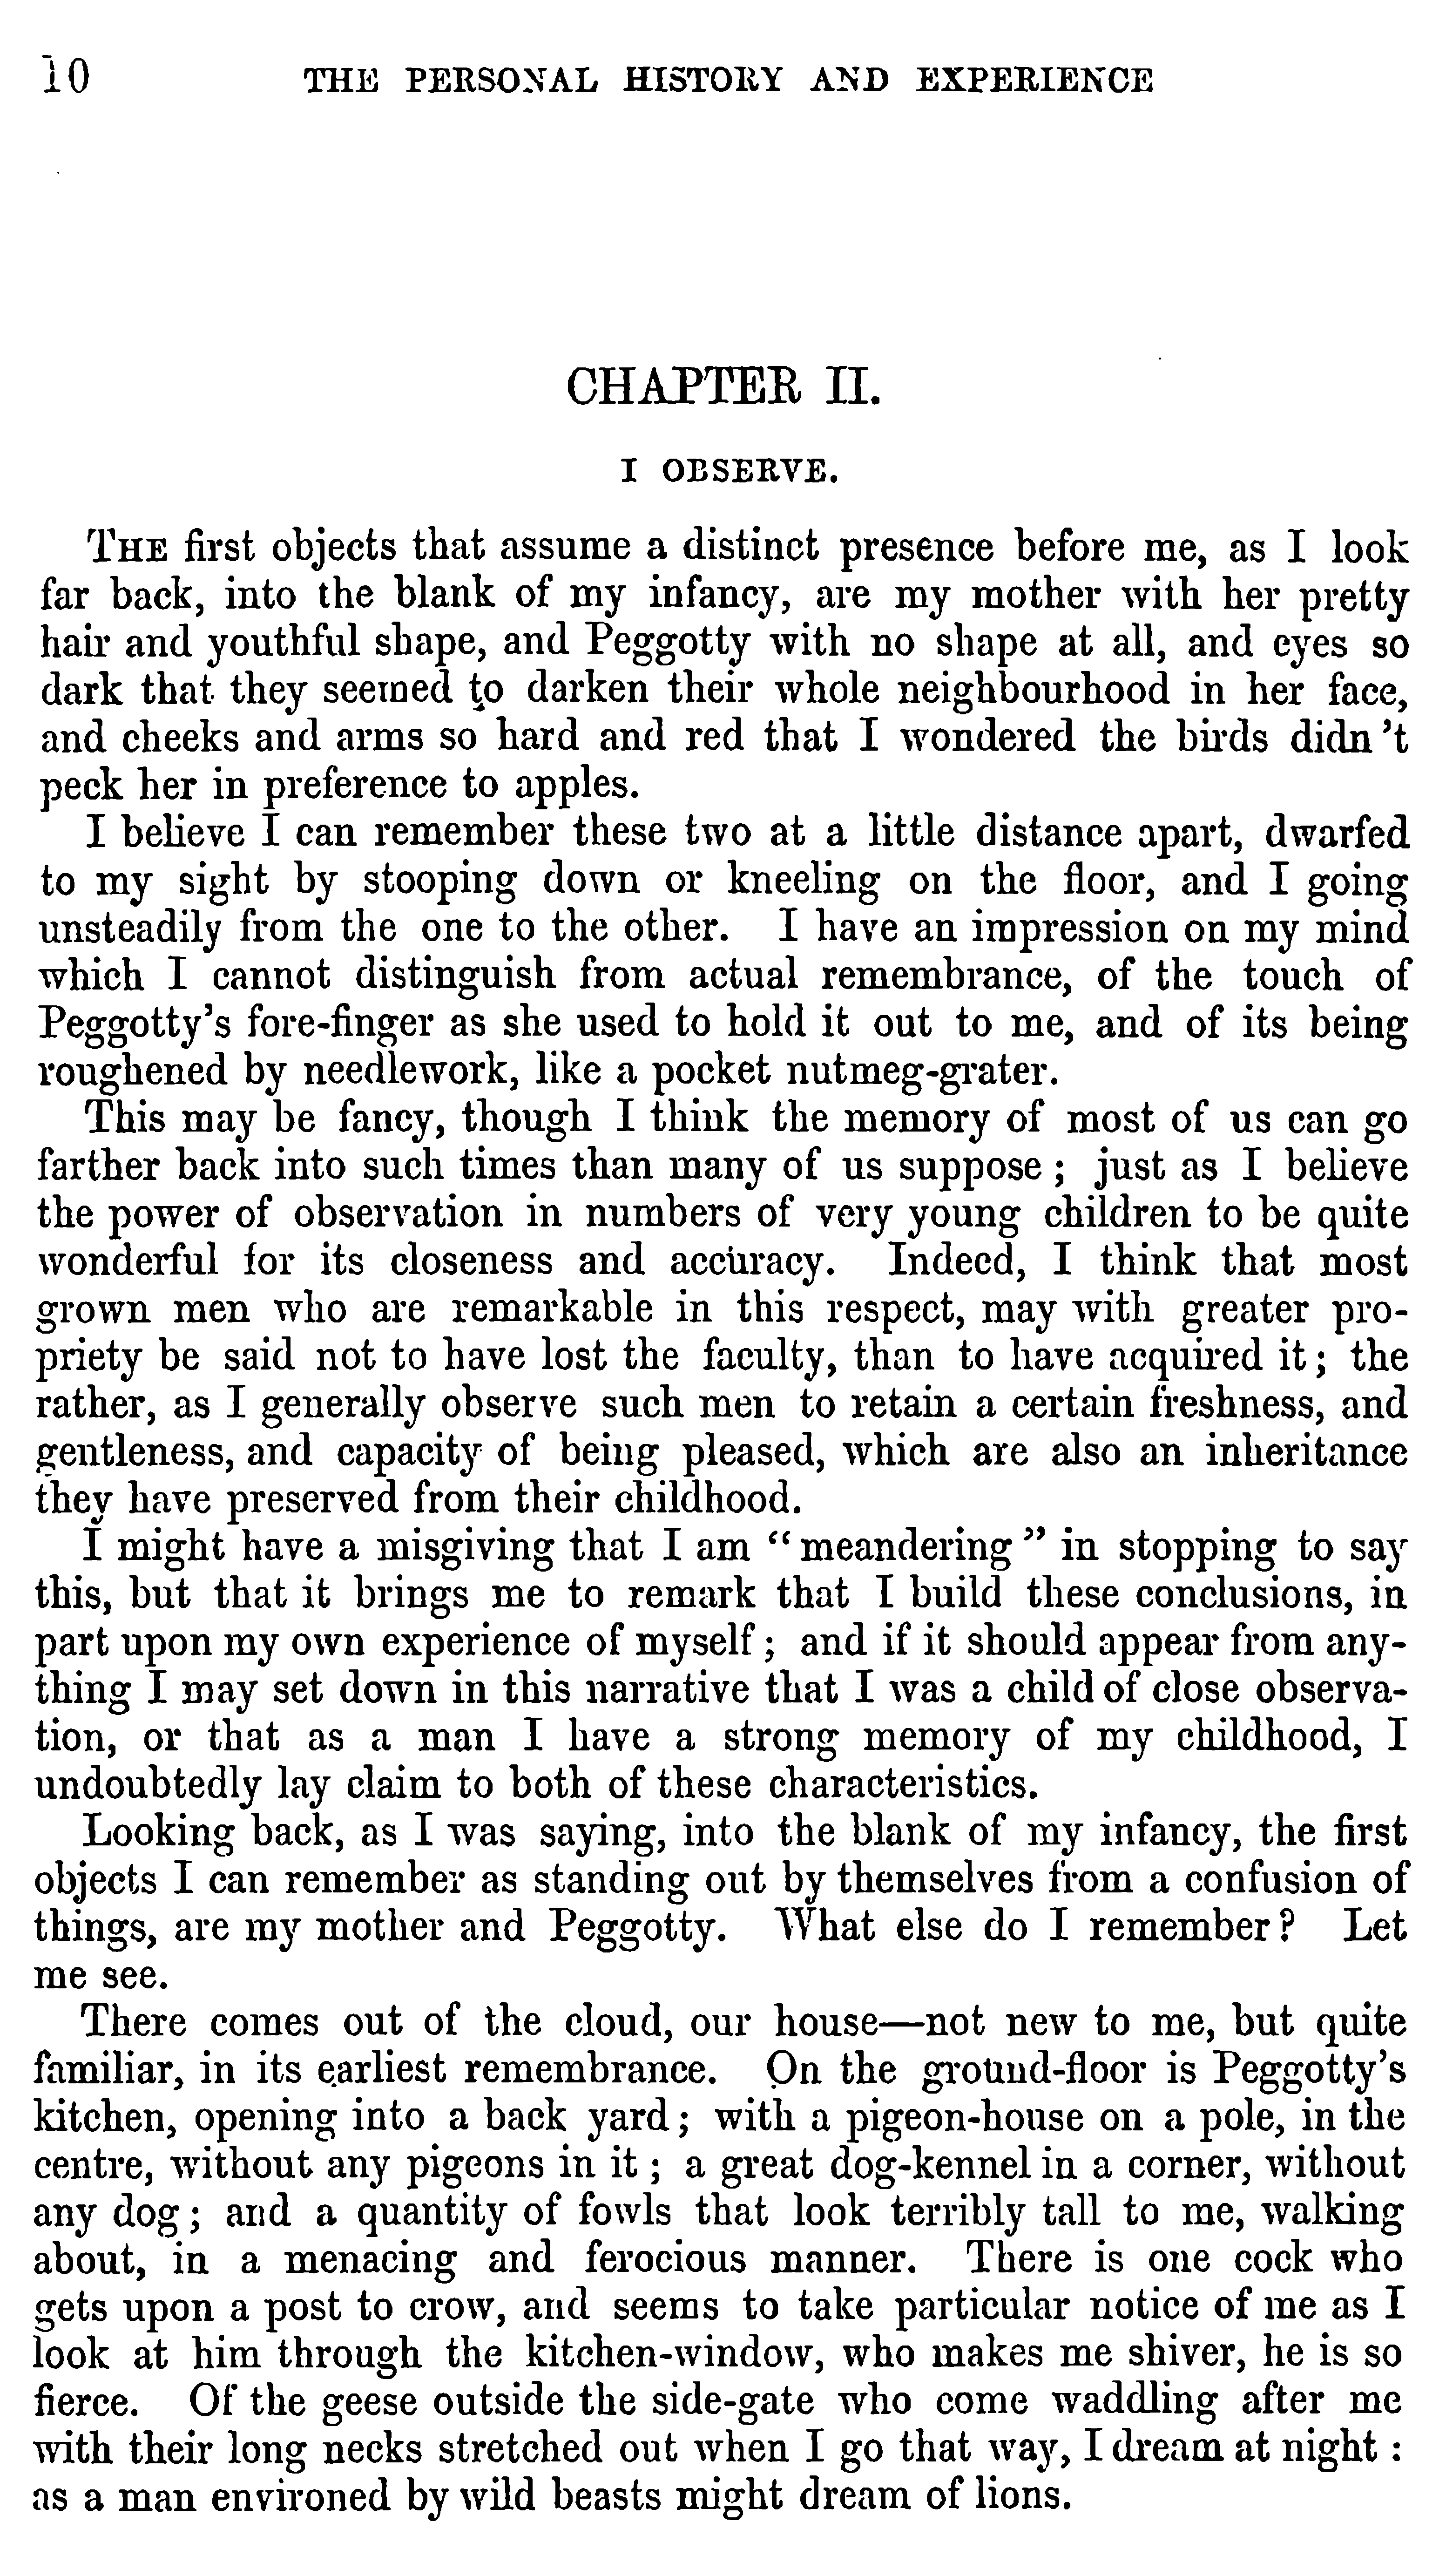 10 THE PERSONAL HISTORY AND EXPERIENCE
CHAPTER II.
I OBSERVE.
THE first objects that assume a distinct presence before me, as I look
far back, into the blank of my infancy, are my mother with her pretty
hair and youthful shape, and Peggotty with no shape at all, and eyes so
dark that they seemed to darken their whole neighbourhood in her face,
and cheeks and arms so hard and red that I wondered the birds didn't
peck her in preference to apples.
I believe I can remember these two at a little distance apart, dwarfed
to my sight by stooping down or kneeling on the floor, and I going
unsteadily from the one to the other. I have an impression on my mind
which I cannot distinguish from actual remembrance, of the touch of
Peggotty's fore-finger as she used to hold it out to me, and of its being
roughened by needlework, like a pocket nutmeg-grater.
This may be fancy, though I think the memory of most of us can go
farther back into such times than many of us suppose; just as I believe
the power of observation in numbers of very young children to be quite
wonderful for its closeness and accuracy. Indeed, I think that most
grown men who are remarkable in this respect, may with greater pro-
priety be said not to have lost the faculty, than to have acquired it; the
rather, as I generally observe such men to retain a certain freshness, and
gentleness, and capacity of being pleased, which are also an inheritance
they have preserved from their childhood.
I might have a misgiving that I am "meandering" in stopping to say
this, but that it brings me to remark that I build these conclusions, in
part upon my own experience of myself; and if it should appear from any-
thing I may set down in this narrative that I was a child of close observa-
tion, or that as a man I have a strong memory of my childhood, I
undoubtedly lay claim to both of these characteristics.
Looking back, as I was saying, into the blank of my infancy, the first
objects I can remember as standing out by themselves from a confusion of
things, are my mother and Peggotty. What else do I remember? Let
me see.
There comes out of the cloud, our house—not new to me, but quite
familiar, in its earliest remembrance. On the ground-floor is Peggotty's
kitchen, opening into a back yard; with a pigeon-house on a pole, in the
centre, without any pigeons in it; a great dog-kennel in a corner, without
any dog; and a quantity of fowls that look terribly tall to me, walking
about, in a menacing and ferocious manner. There is one cock who
gets upon a post to crow, and seems to take particular notice of me as I
look at him through the kitchen-window, who makes me shiver, he is so
fierce. Of the geese outside the side-gate who come waddling after me
with their long necks stretched out when I go that way, I dream at night:
as a man environed by wild beasts might dream of lions.